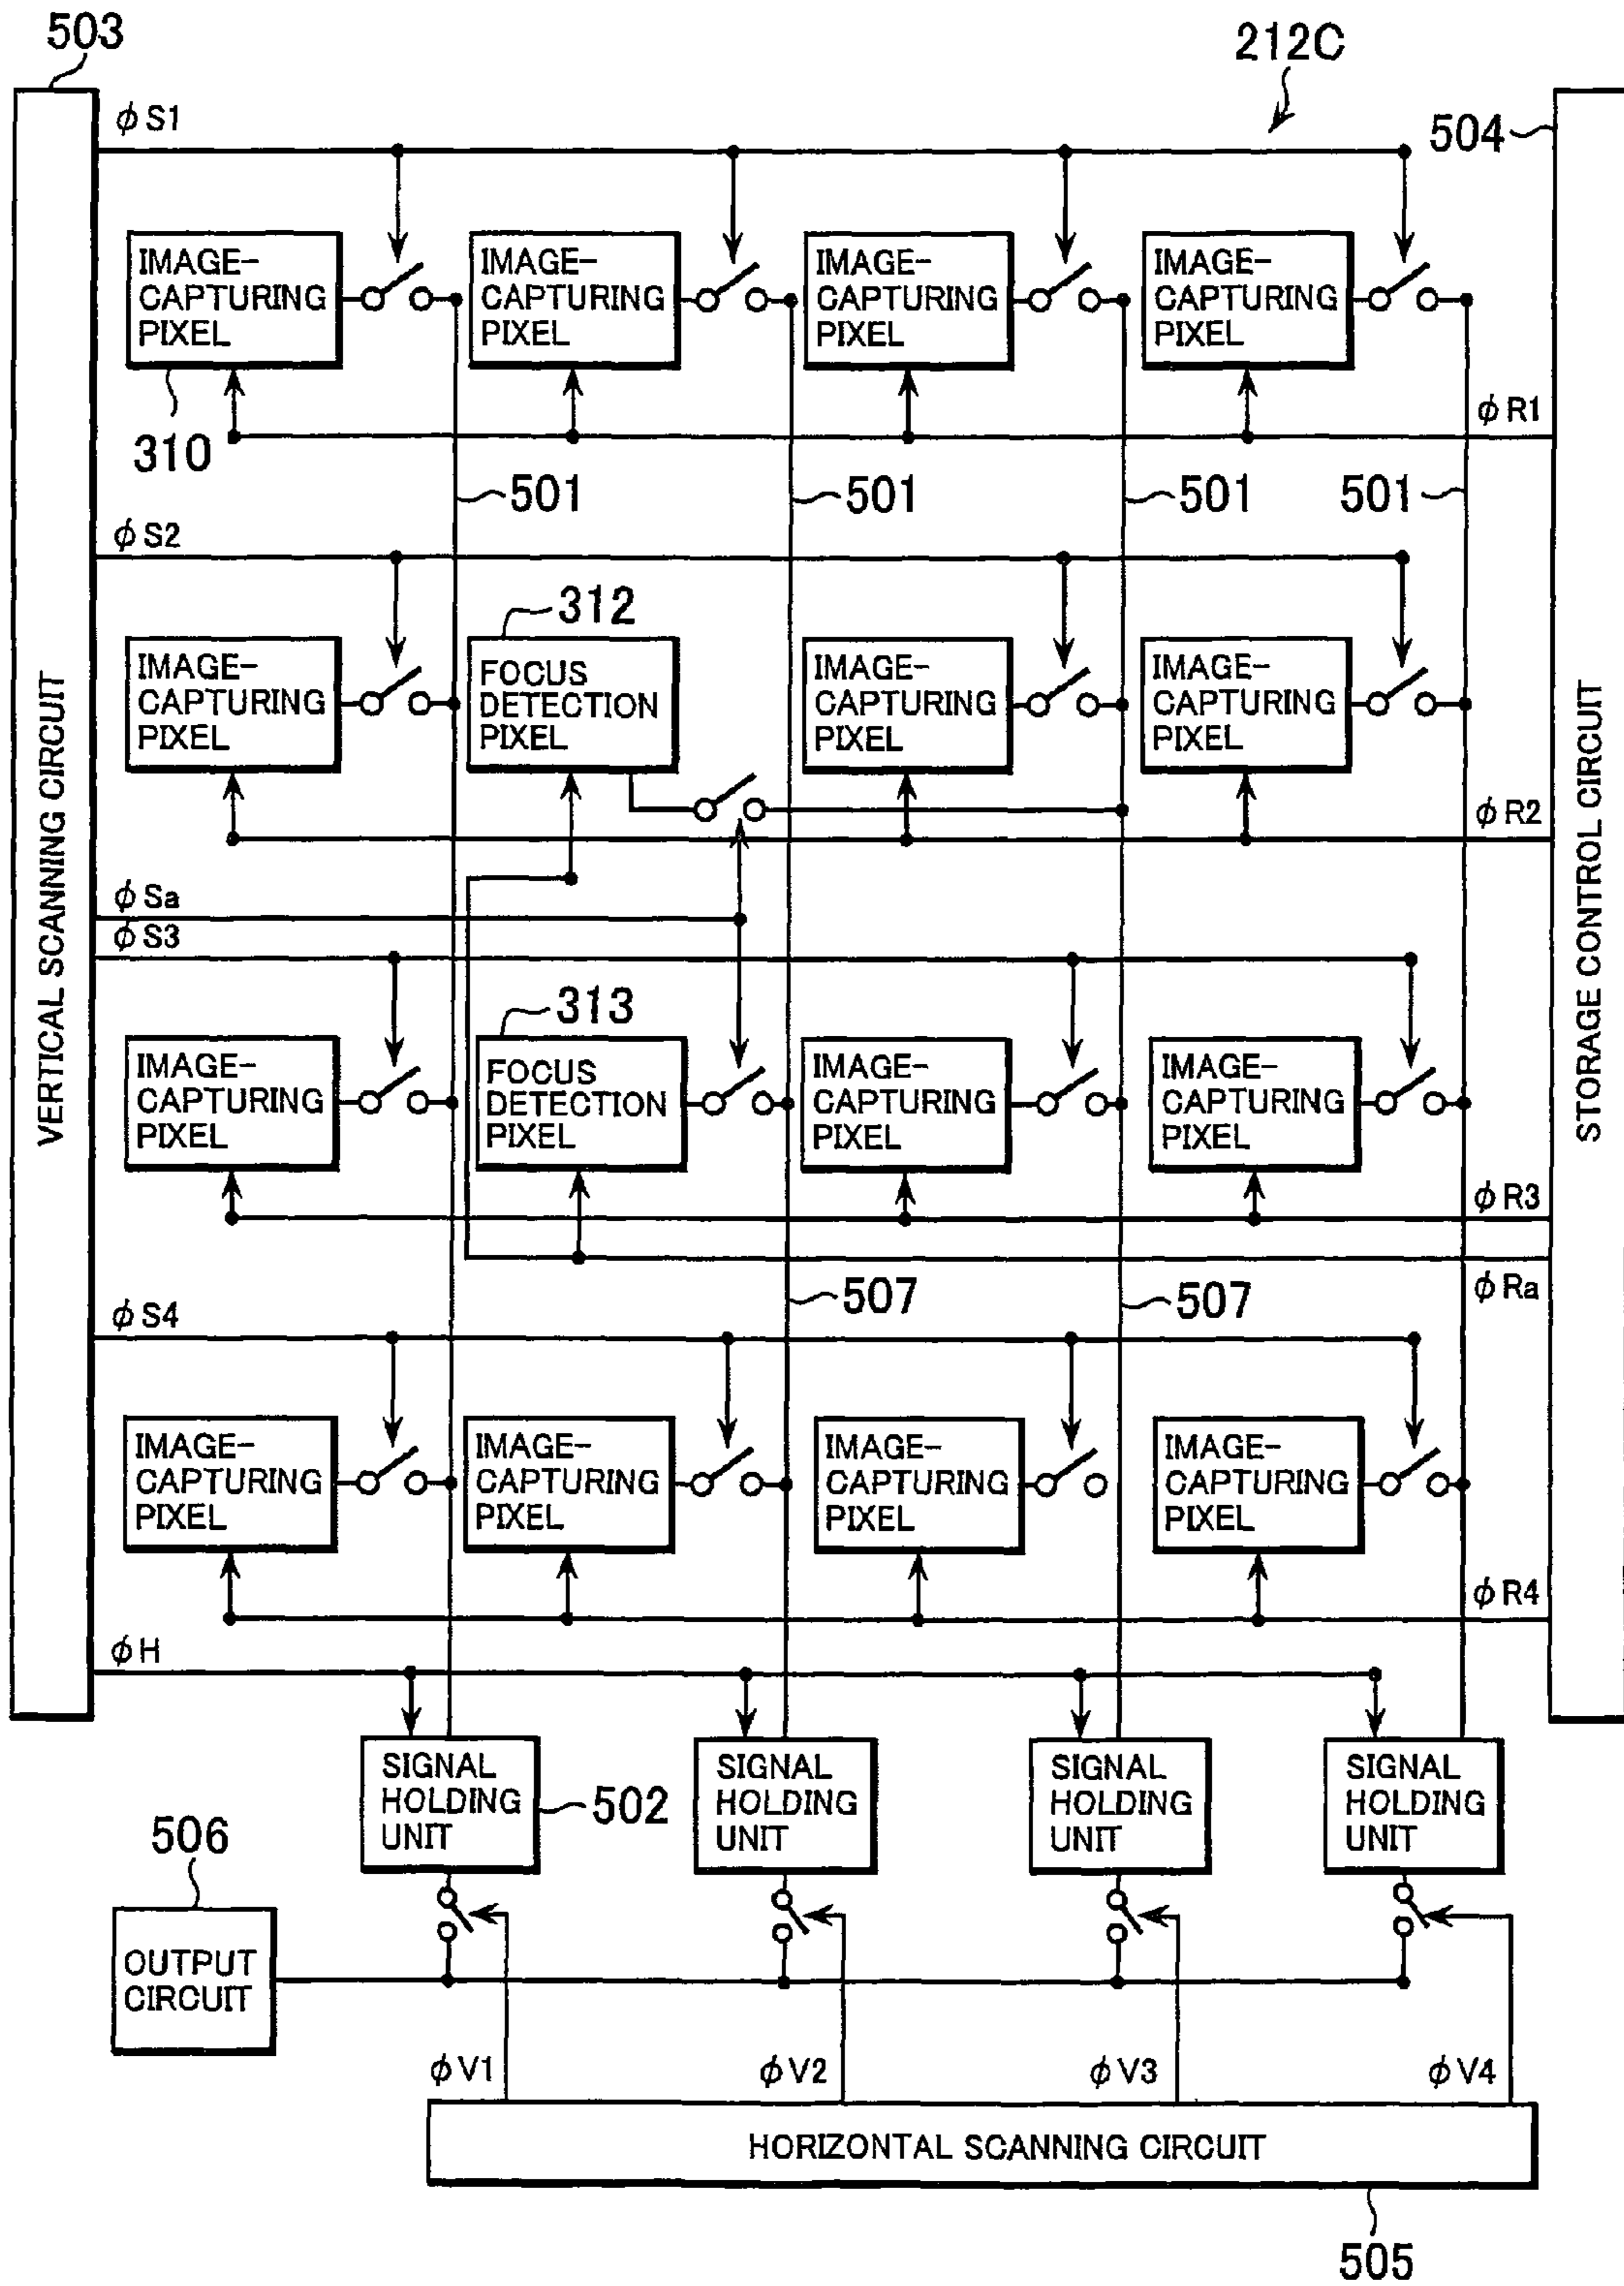 503
212C
φS1
504
IMAGE-
CAPTURING
PIXEL
IMAGE-
CAPTURING
PIXEL
IMAGE-
CAPTURING
PIXEL
IMAGE-
CAPTURING
PIXEL
310
φR1
501
501
501
501
φS2
312
IMAGE-
CAPTURING
PIXEL
FOCUS
DETECTION
PIXEL
IMAGE-
CAPTURING
PIXEL
IMAGE-
CAPTURING
PIXEL
VERTICAL SCANNING CIRCUIT
STORAGE CONTROL CIRCUIT
φR2
φSa
φS3
313
IMAGE-
CAPTURING
PIXEL
FOCUS
DETECTION
PIXEL
IMAGE-
CAPTURING
PIXEL
IMAGE-
CAPTURING
PIXEL
φR3
φRa
507
507
φS4
IMAGE-
CAPTURING
PIXEL
IMAGE-
CAPTURING
PIXEL
IMAGE-
CAPTURING
PIXEL
IMAGE-
CAPTURING
PIXEL
φR4
φH
SIGNAL
HOLDING
UNIT
502
SIGNAL
HOLDING
UNIT
SIGNAL
HOLDING
UNIT
SIGNAL
HOLDING
UNIT
506
OUTPUT
CIRCUIT
φV1
φV2
φV3
φV4
HORIZONTAL SCANNING CIRCUIT
505